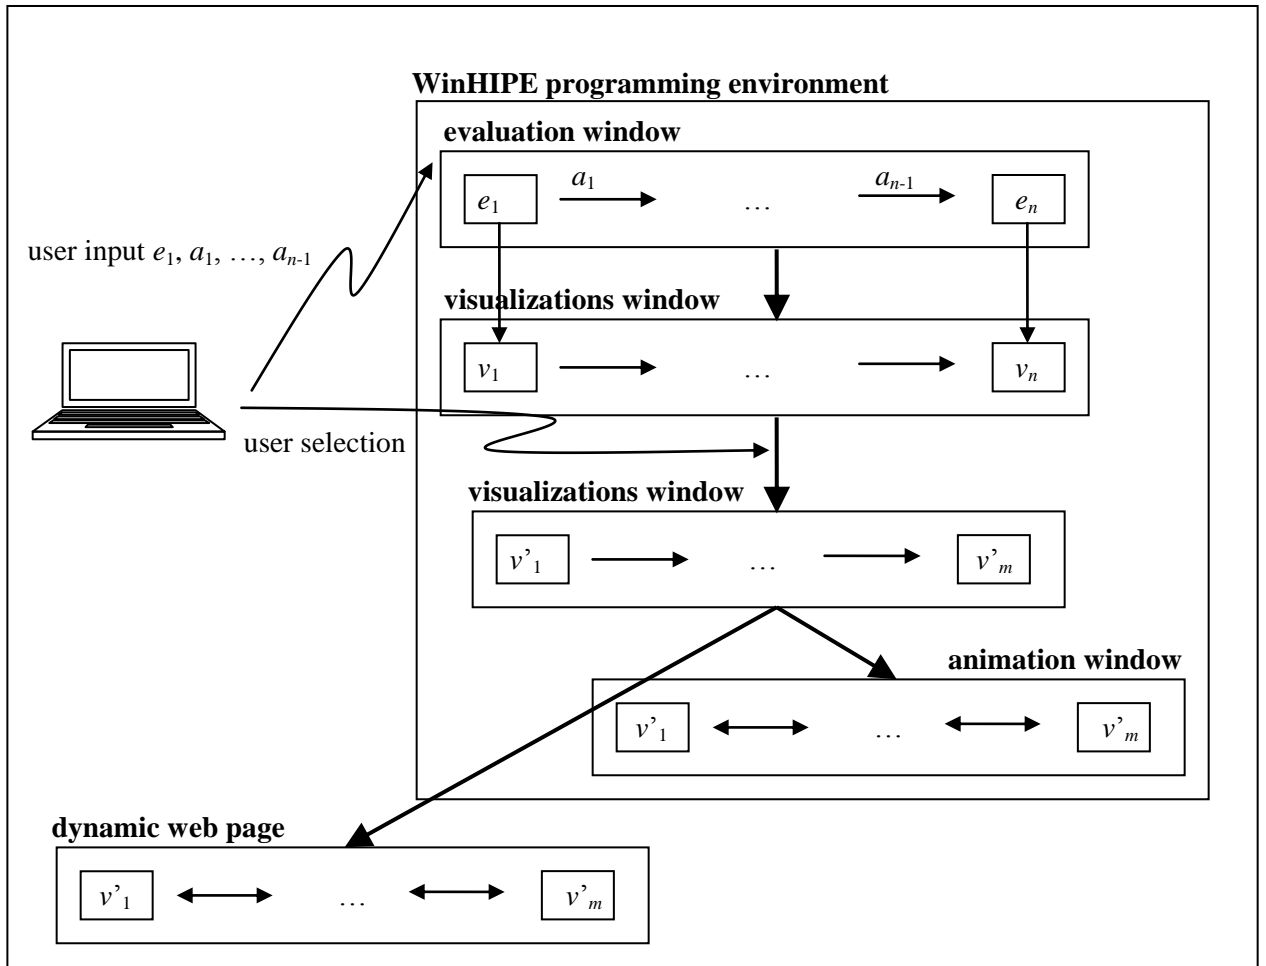 WinHIPE programming environment
evaluation window
a1 an-1
e1 … en
user input e1, a1, …, an-1
visualizations window
v1 … vn
user selection
visualizations window
v’1 … v’m
animation window
v’1 … v’m
dynamic web page
v’1 … v’m